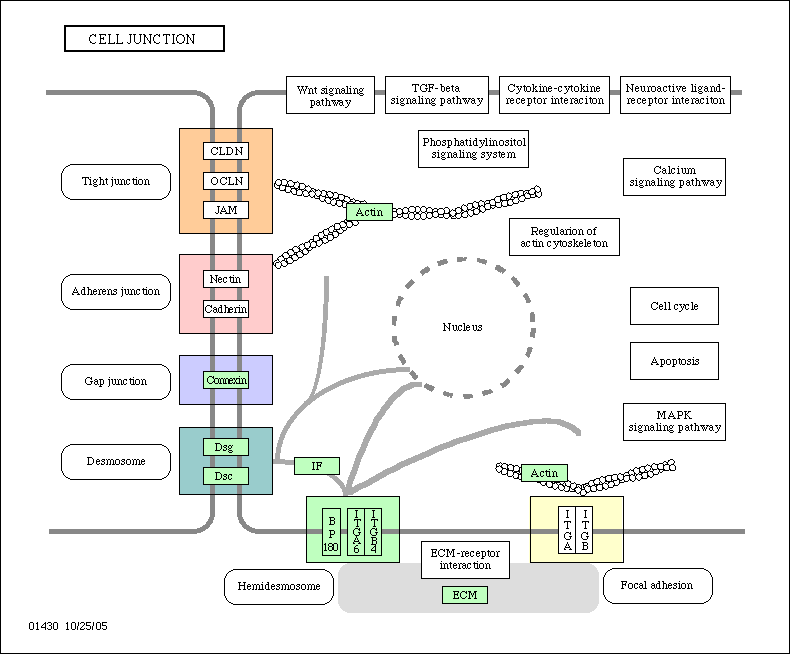 CELL JUNCTION
Wnt signaling
pathway
TGF-beta
signaling pathway
Cytokine-cytokine
receptor interaciton
Neuroactive ligand-
receptor interaciton
Phosphatidylinositol
signaling system
Calcium
signaling pathway
CLDN
OCLN
JAM
Tight junction
Actin
Regularion of
actin cytoskeleton
Nectin
Cadherin
Adherens junction
Nucleus
Cell cycle
Apoptosis
Gap junction
Connexin
MAPK
signaling pathway
Desmosome
Dsg
Dsc
IF
Actin
BP180
ITGA6
ITGB4
ITGA
ITGB
ECM-receptor
interaction
Hemidesmosome
ECM
Focal adhesion
01430 10/25/05